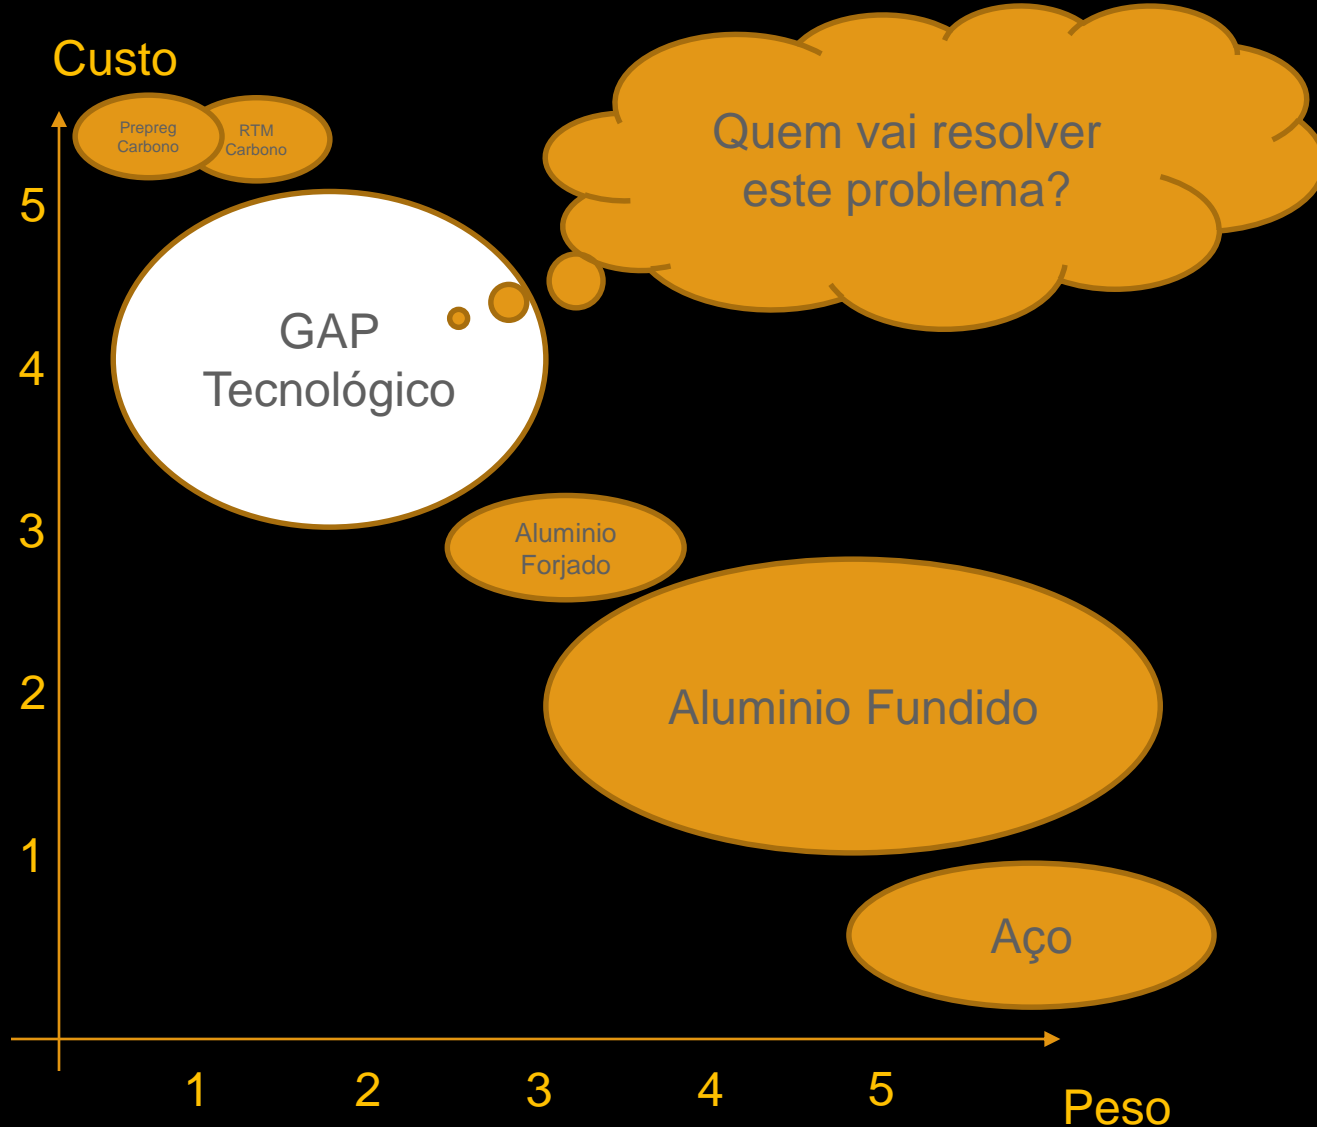 Custo
Prepreg
Carbono
RTM
Carbono
Quem vai resolver
este problema?
5
GAP
Tecnológico
4
3
Aluminio
Forjado
2
Aluminio Fundido
1
Aço
1 2 3 4 5
Peso